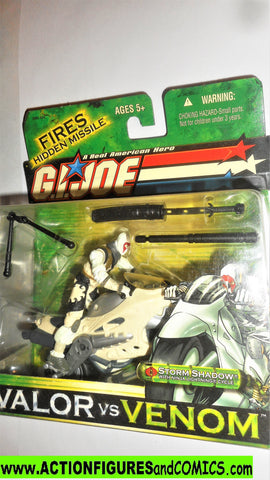 FIRES
HIDDEN MISSILE
AGES 5+
WARNING:
CHOKING HAZARD-Small parts.
Not for children under 3 years.
A Real American Hero
G.I. JOE
STORM SHADOW
VALOR VS VENOM
WWW.ACTIONFIGURESandCOMICS.COM